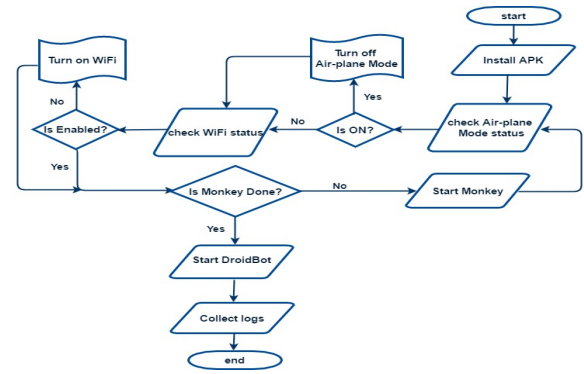 start
Install APK
check Air-plane
Mode status
Is ON?
Yes
Turn off
Air-plane Mode
No
check WiFi status
Is Enabled?
No
Turn on WiFi
Yes
Is Monkey Done?
No
Start Monkey
Yes
Start DroidBot
Collect logs
end